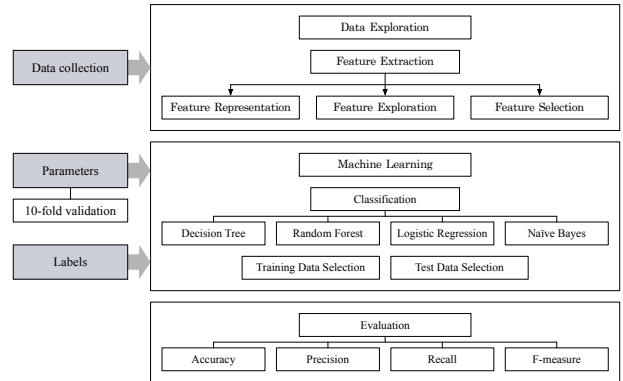 Data Exploration
Data collection
Feature Extraction
Feature Representation
Feature Exploration
Feature Selection
Parameters
Machine Learning
10-fold validation
Classification
Decision Tree
Random Forest
Logistic Regression
Naïve Bayes
Labels
Training Data Selection
Test Data Selection
Evaluation
Accuracy
Precision
Recall
F-measure